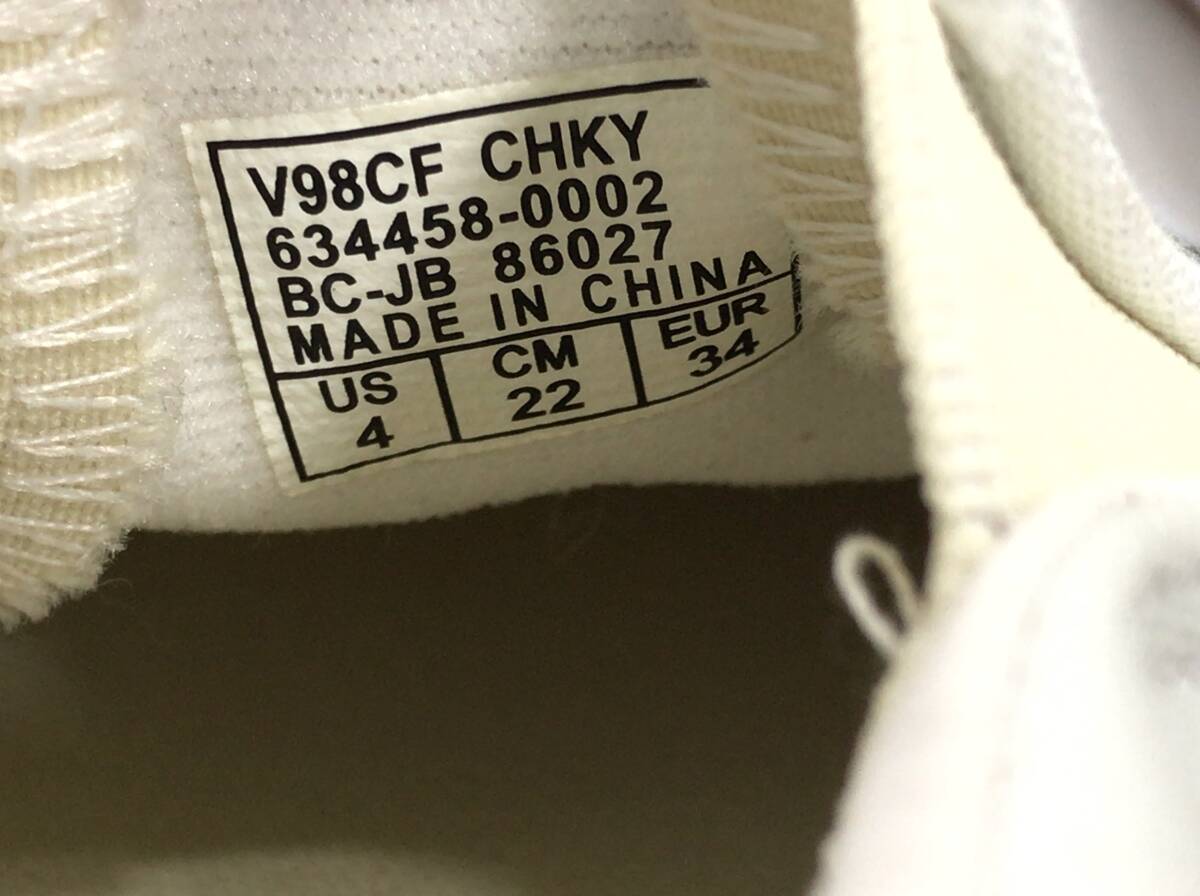 V98CF CHKY
634458-0002
BC-JB 86027
MADE IN CHINA
US CM EUR
4 22 34